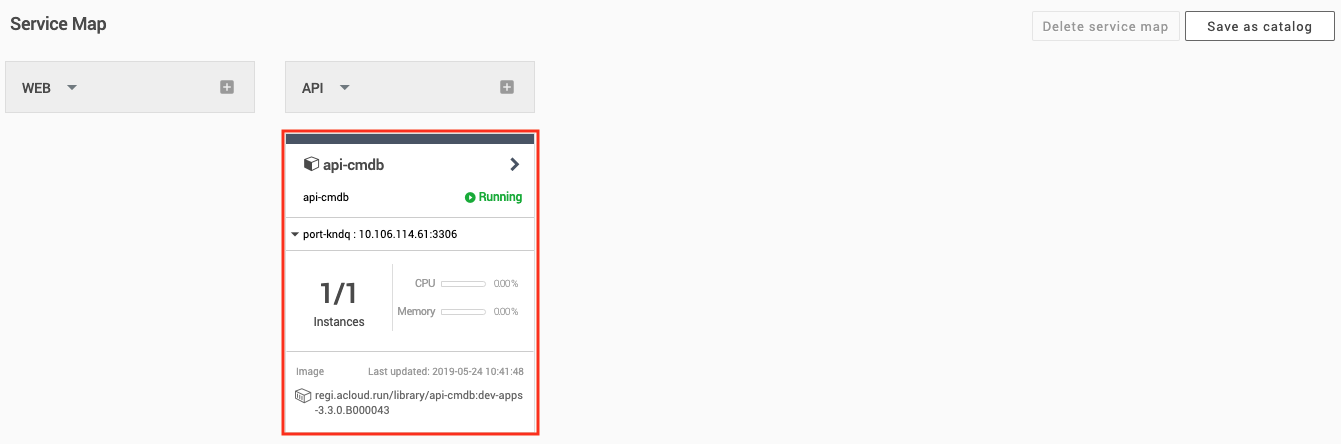 Service Map
Delete service map
Save as catalog
WEB
API
api-cmdb
api-cmdb
Running
port-kndq : 10.106.114.61:3306
1/1
Instances
CPU 0.00%
Memory 0.00%
Image
Last updated: 2019-05-24 10:41:48
regi.acloud.run/library/api-cmdb:dev-apps
-3.3.0.B000043